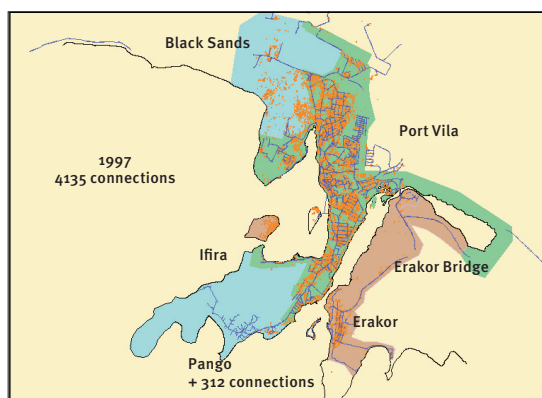 Black Sands
Port Vila
1997
4135 connections
Ifira
Erakor Bridge
Erakor
Pango
+ 312 connections